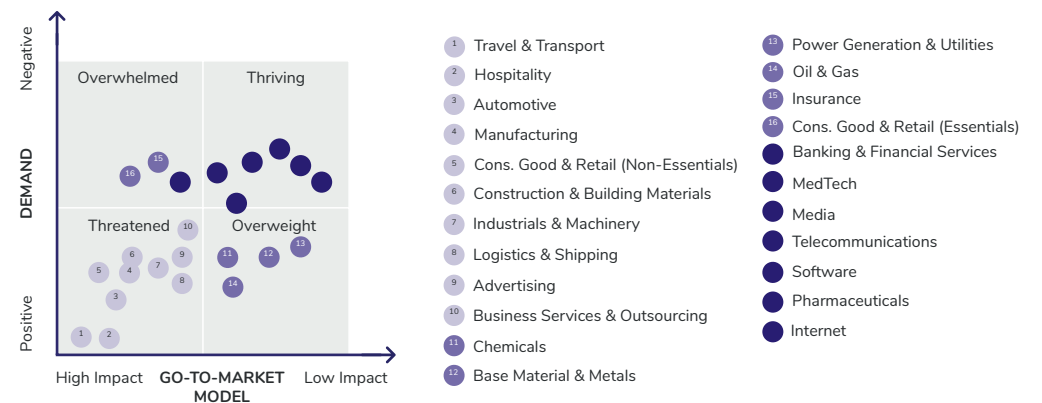 Negative
DEMAND
Positive
Overwhelmed
Thriving
15
16
Threatened
Overweight
10
13
6
9
11
12
5
4
7
8
14
3
1
2
High Impact
GO-TO-MARKET
MODEL
Low Impact
1 Travel & Transport
2 Hospitality
3 Automotive
4 Manufacturing
5 Cons. Good & Retail (Non-Essentials)
6 Construction & Building Materials
7 Industrials & Machinery
8 Logistics & Shipping
9 Advertising
10 Business Services & Outsourcing
11 Chemicals
12 Base Material & Metals
13 Power Generation & Utilities
14 Oil & Gas
15 Insurance
16 Cons. Good & Retail (Essentials)
Banking & Financial Services
MedTech
Media
Telecommunications
Software
Pharmaceuticals
Internet